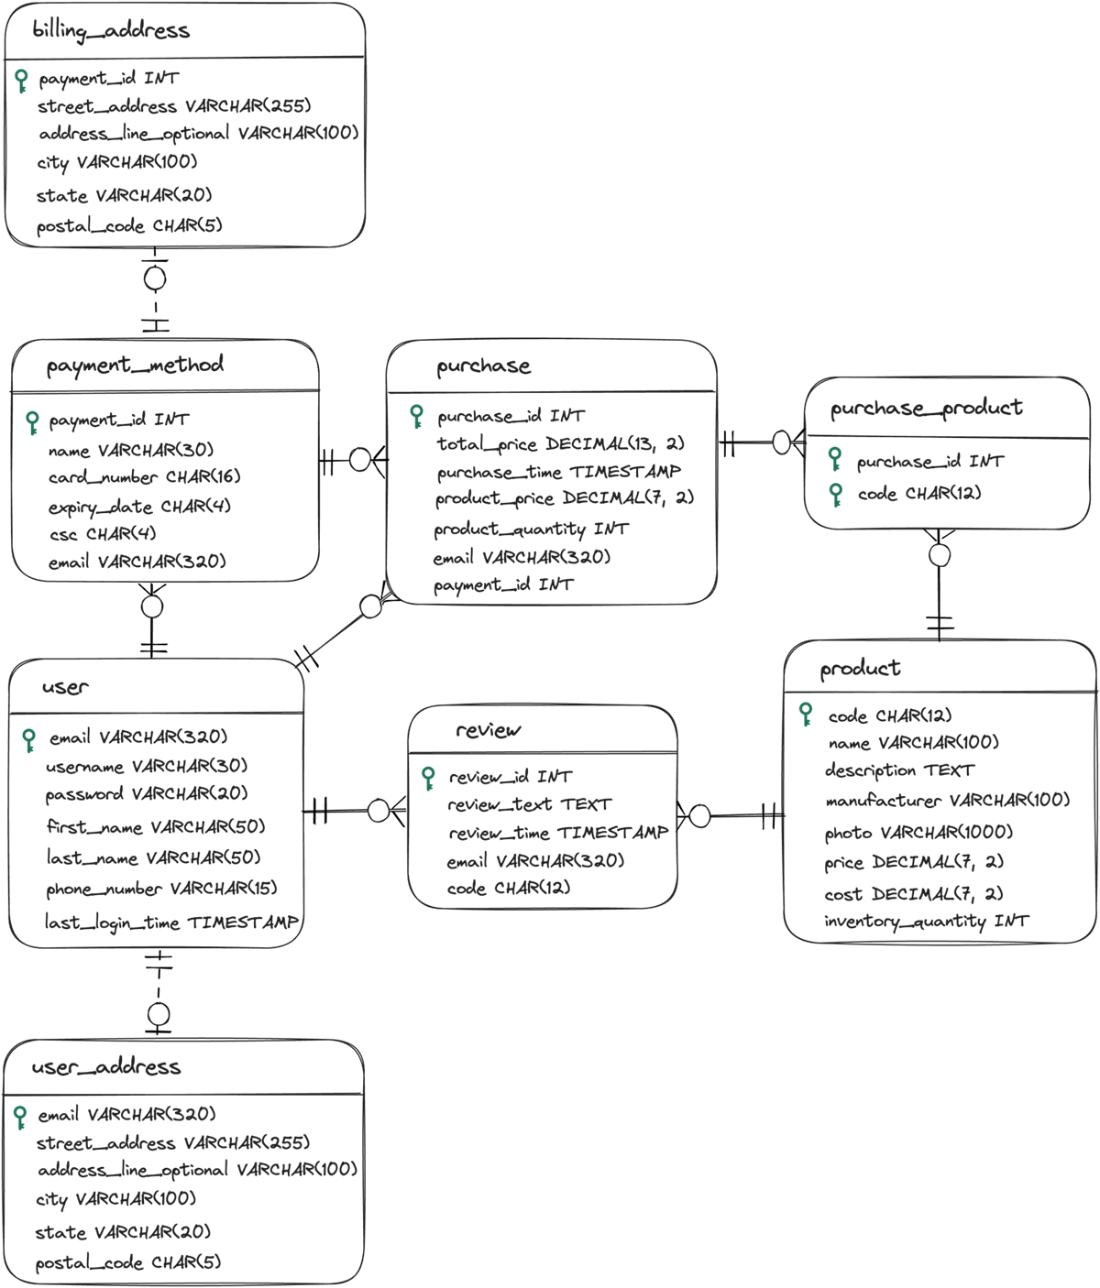 billing_address
payment_id INT
street_address VARCHAR(255)
address_line_optional VARCHAR(100)
city VARCHAR(100)
state VARCHAR(20)
postal_code CHAR(5)
payment_method
payment_id INT
name VARCHAR(30)
card_number CHAR(16)
expiry_date CHAR(4)
csc CHAR(4)
email VARCHAR(320)
purchase
purchase_id INT
total_price DECIMAL(13, 2)
purchase_time TIMESTAMP
product_price DECIMAL(7, 2)
product_quantity INT
email VARCHAR(320)
payment_id INT
purchase_product
purchase_id INT
code CHAR(12)
user
email VARCHAR(320)
username VARCHAR(30)
password VARCHAR(20)
first_name VARCHAR(50)
last_name VARCHAR(50)
phone_number VARCHAR(15)
last_login_time TIMESTAMP
review
review_id INT
review_text TEXT
review_time TIMESTAMP
email VARCHAR(320)
code CHAR(12)
product
code CHAR(12)
name VARCHAR(100)
description TEXT
manufacturer VARCHAR(100)
photo VARCHAR(1000)
price DECIMAL(7, 2)
cost DECIMAL(7, 2)
inventory_quantity INT
user_address
email VARCHAR(320)
street_address VARCHAR(255)
address_line_optional VARCHAR(100)
city VARCHAR(100)
state VARCHAR(20)
postal_code CHAR(5)